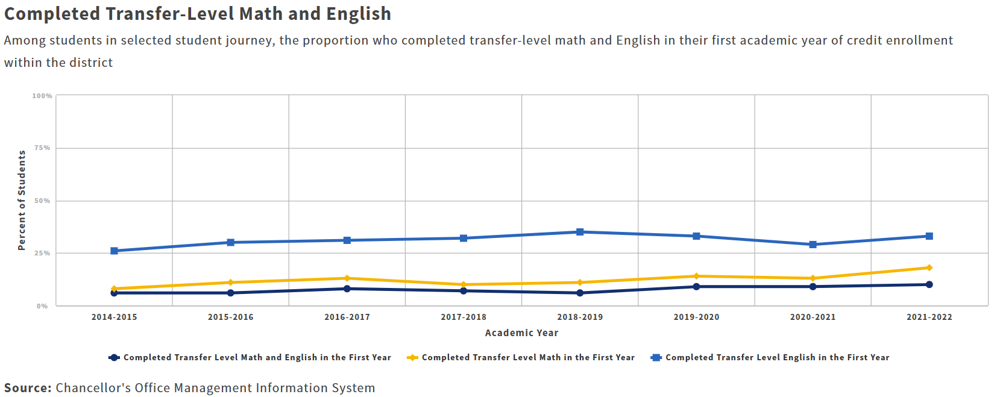 Completed Transfer-Level Math and English
Among students in selected student journey, the proportion who completed transfer-level math and English in their first academic year of credit enrollment
within the district
100%
75%
50%
25%
0%
Percent of Students
2014-2015 2015-2016 2016-2017 2017-2018 2018-2019 2019-2020 2020-2021 2021-2022
Academic Year
Completed Transfer Level Math and English in the First Year Completed Transfer Level Math in the First Year Completed Transfer Level English in the First Year
Source: Chancellor's Office Management Information System